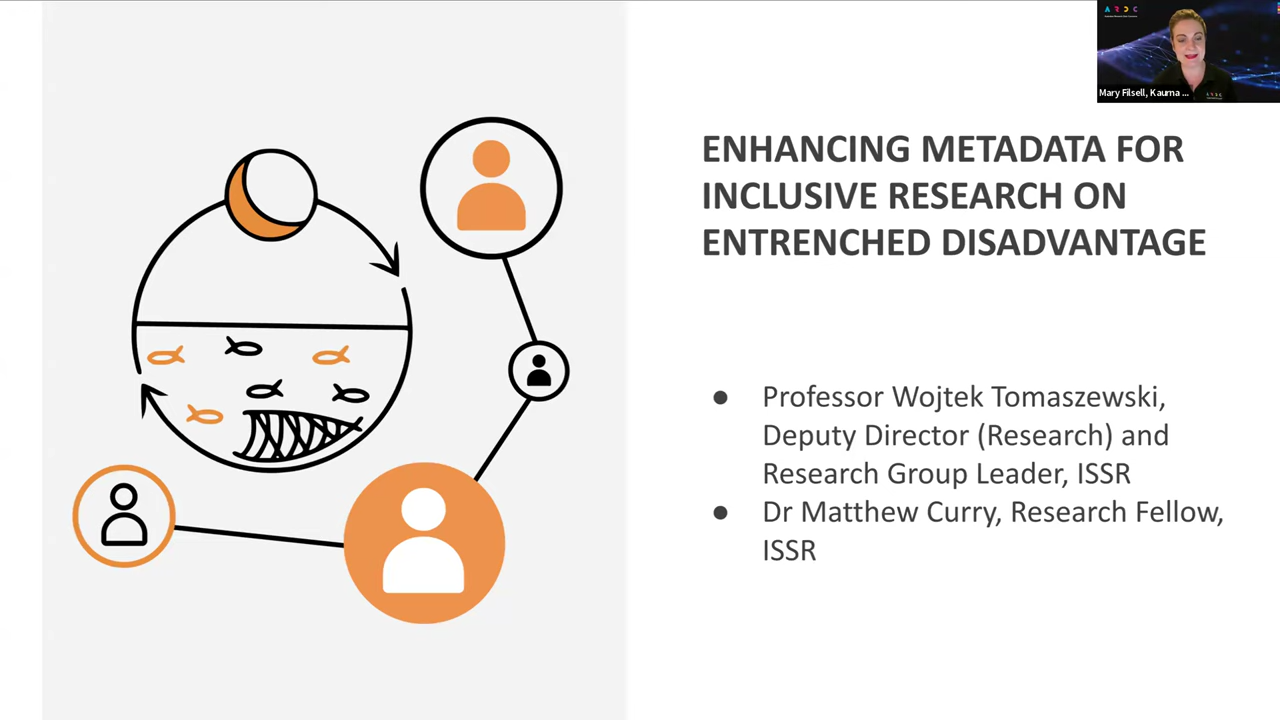 A R D C
Mary Filsell, Kaurna ...
ENHANCING METADATA FOR
INCLUSIVE RESEARCH ON
ENTRENCHED DISADVANTAGE
● Professor Wojtek Tomaszewski,
Deputy Director (Research) and
Research Group Leader, ISSR
● Dr Matthew Curry, Research Fellow,
ISSR